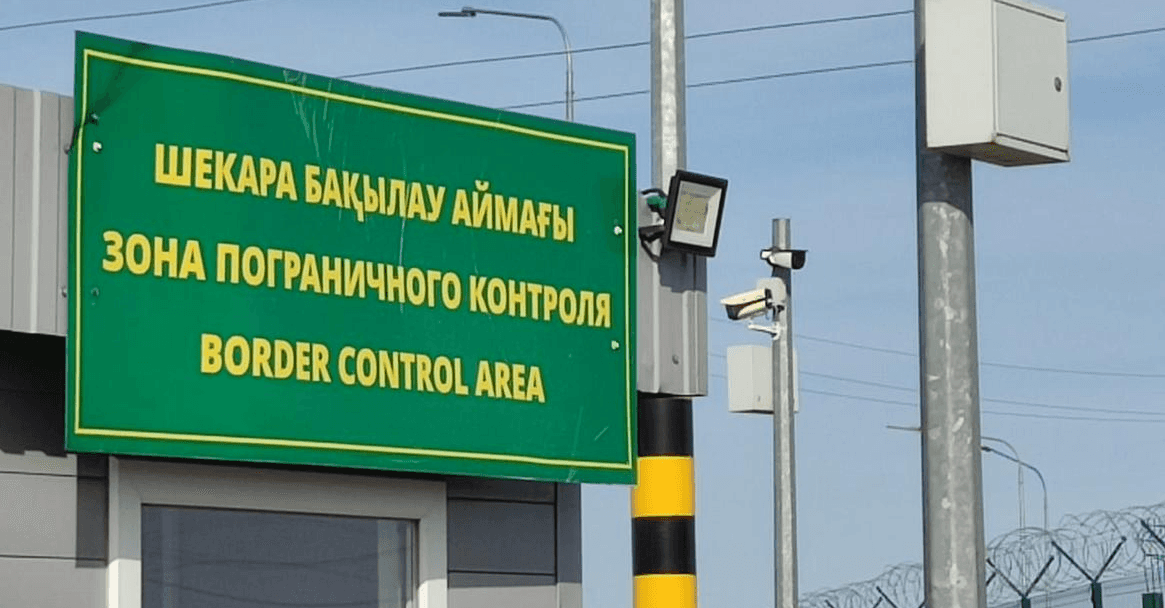 ШЕКАРА БАҚЫЛАУ АЙМАҒЫ
ЗОНА ПОГРАНИЧНОГО КОНТРОЛЯ
BORDER CONTROL AREA